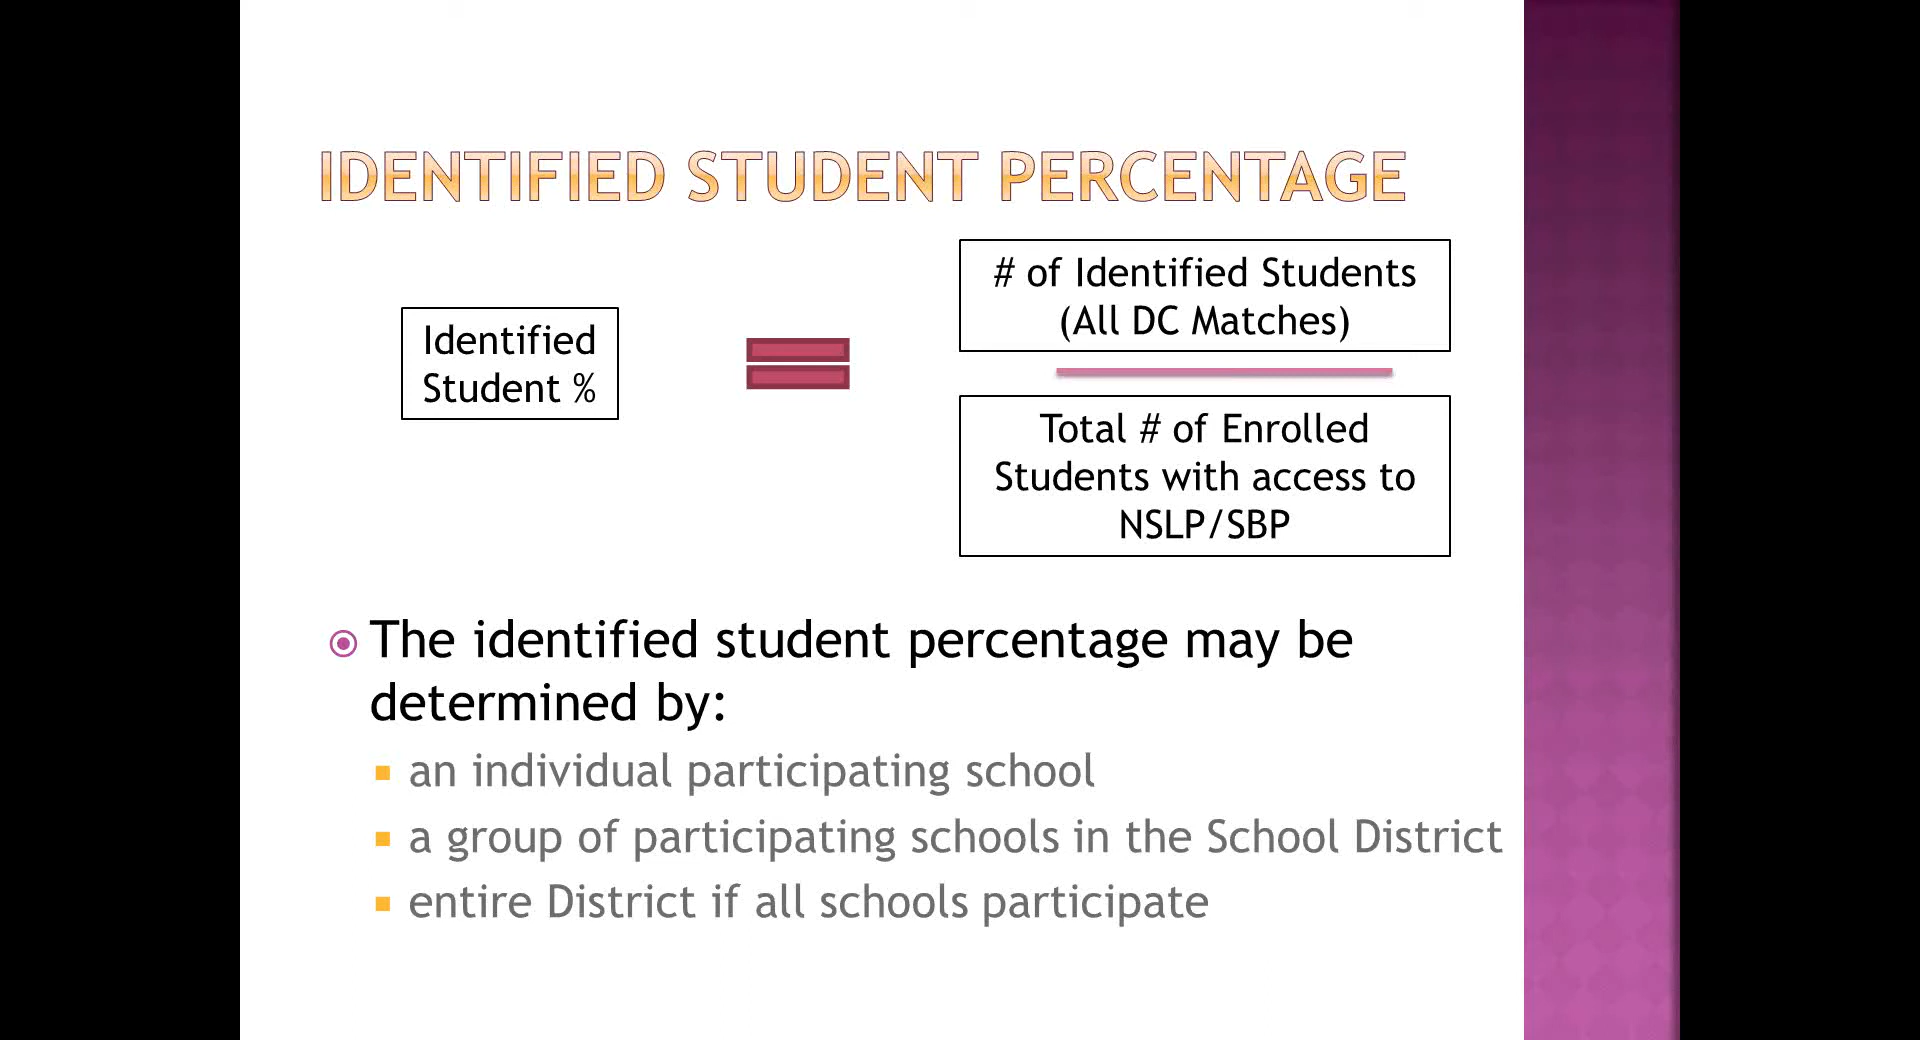 IDENTIFIED STUDENT PERCENTAGE
Identified
Student %
# of Identified Students
(All DC Matches)
Total # of Enrolled
Students with access to
NSLP/SBP
The identified student percentage may be
determined by:
an individual participating school
a group of participating schools in the School District
entire District if all schools participate